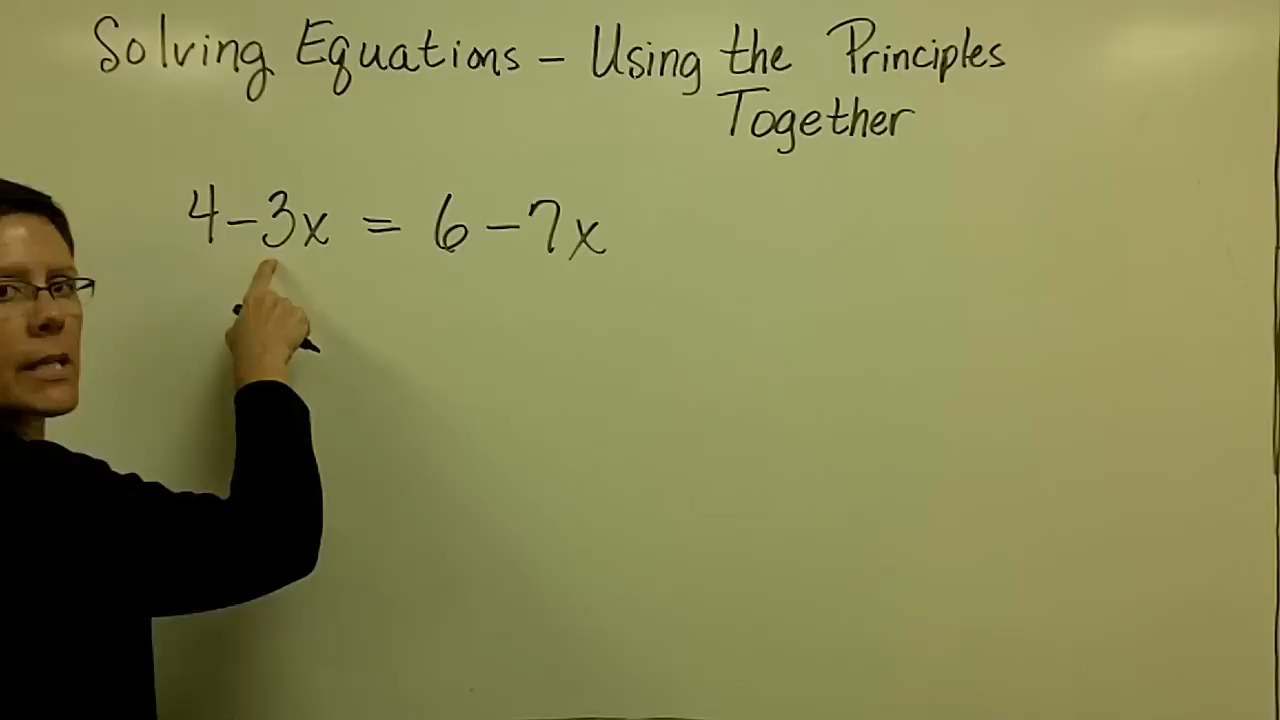 Solving Equations - Using the Principles
Together
4-3x = 6-7x